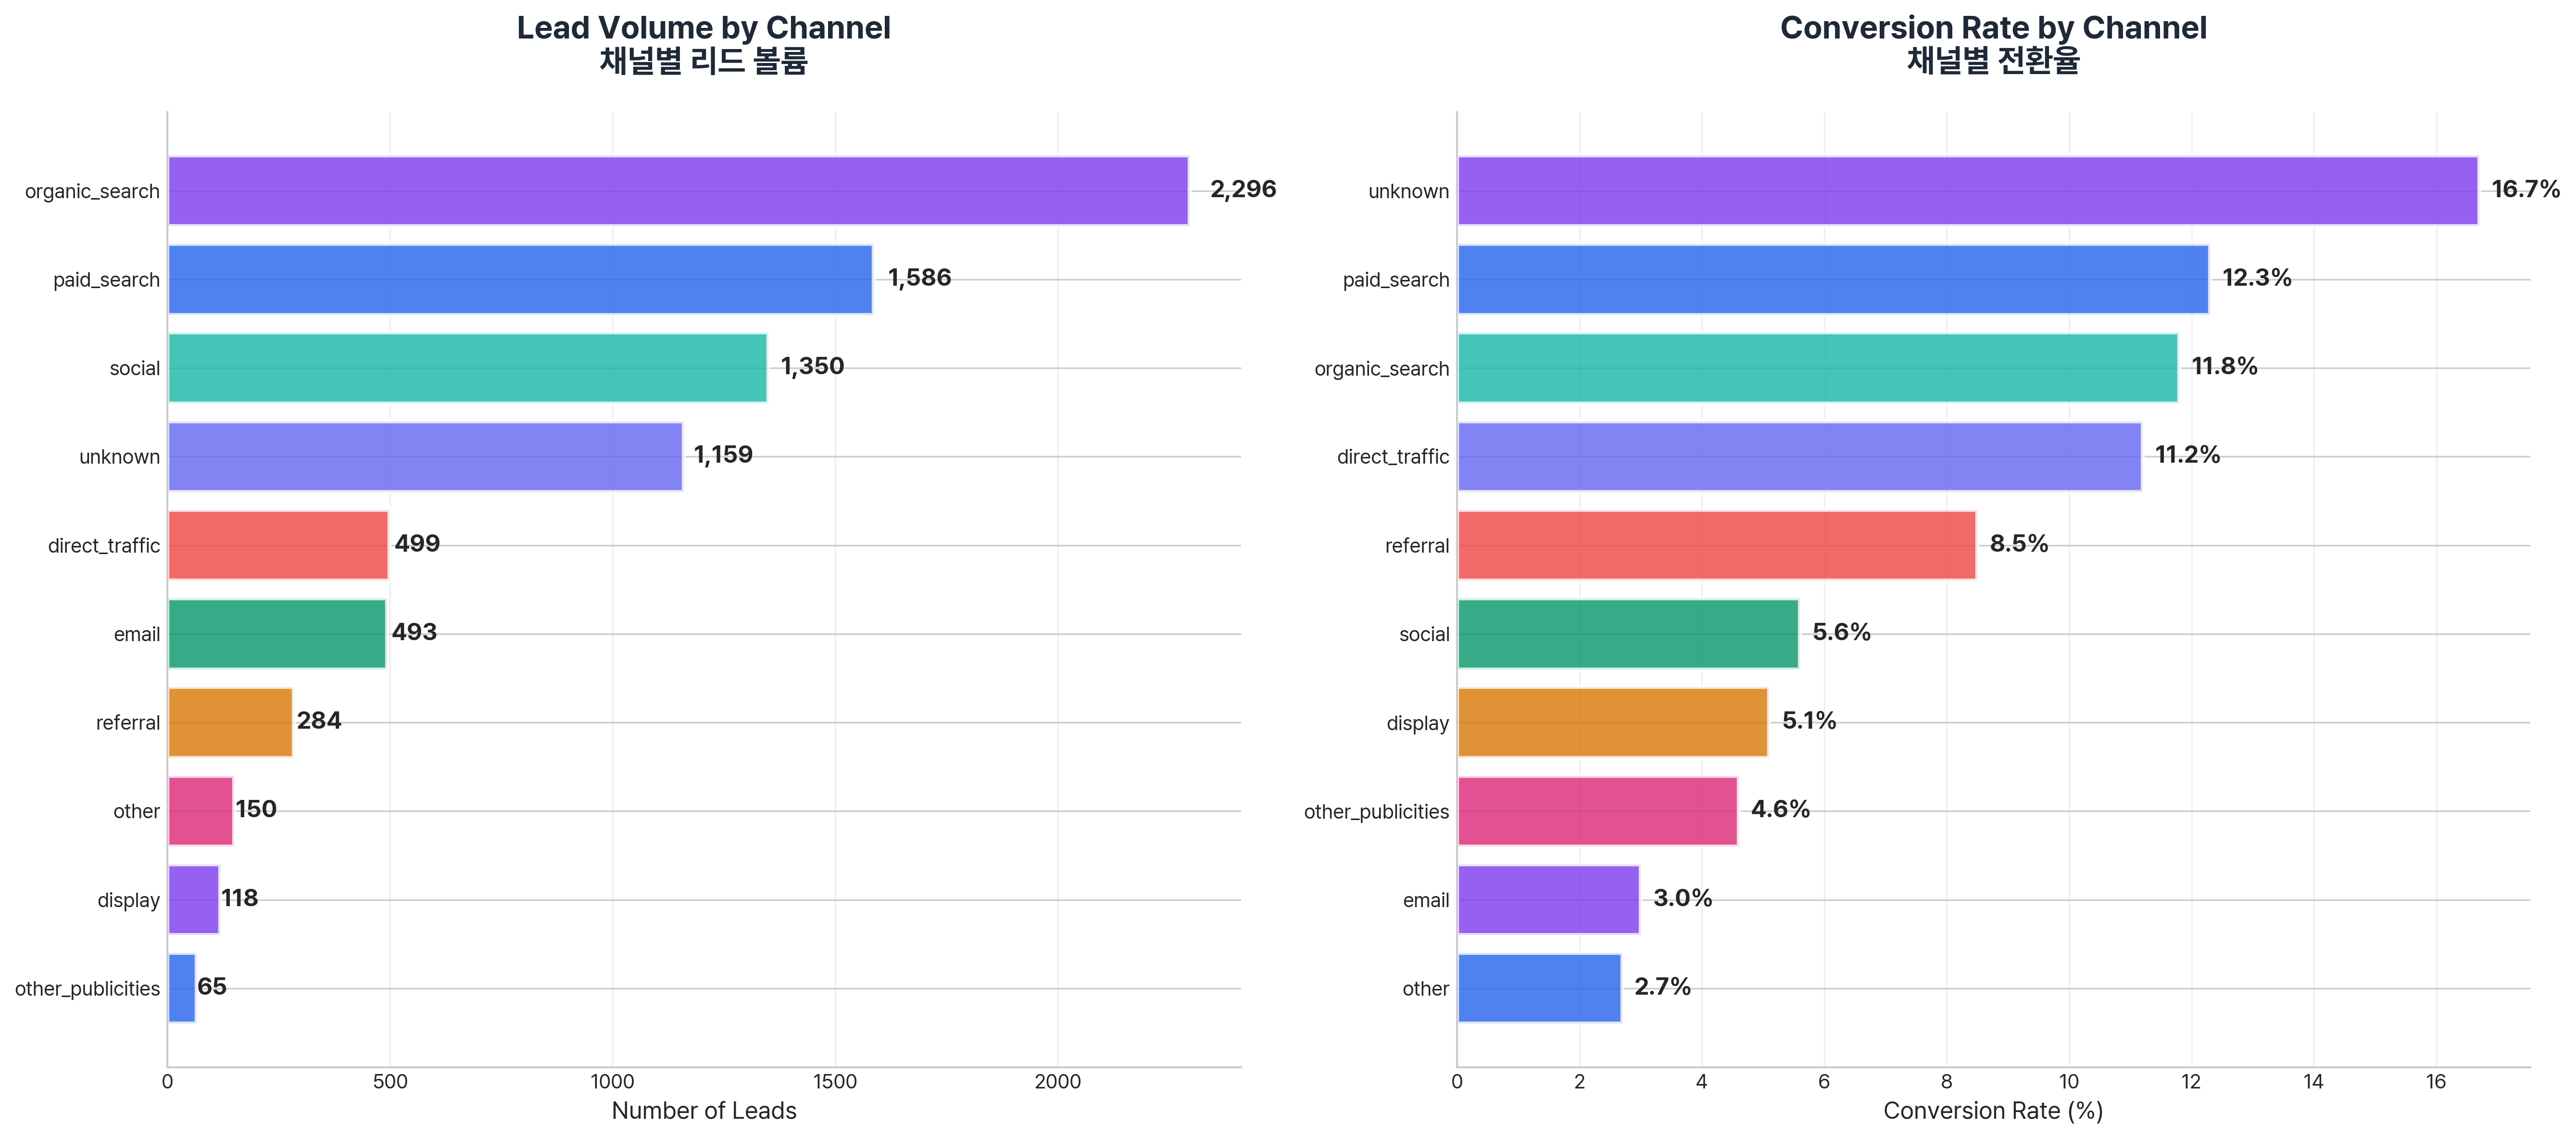 Lead Volume by Channel
채널별 리드 볼륨
organic_search 2,296
paid_search 1,586
social 1,350
unknown 1,159
direct_traffic 499
email 493
referral 284
other 150
display 118
other_publicities 65
0 500 1000 1500 2000
Number of Leads
Conversion Rate by Channel
채널별 전환율
unknown 16.7%
paid_search 12.3%
organic_search 11.8%
direct_traffic 11.2%
referral 8.5%
social 5.6%
display 5.1%
other_publicities 4.6%
email 3.0%
other 2.7%
0 2 4 6 8 10 12 14 16
Conversion Rate (%)